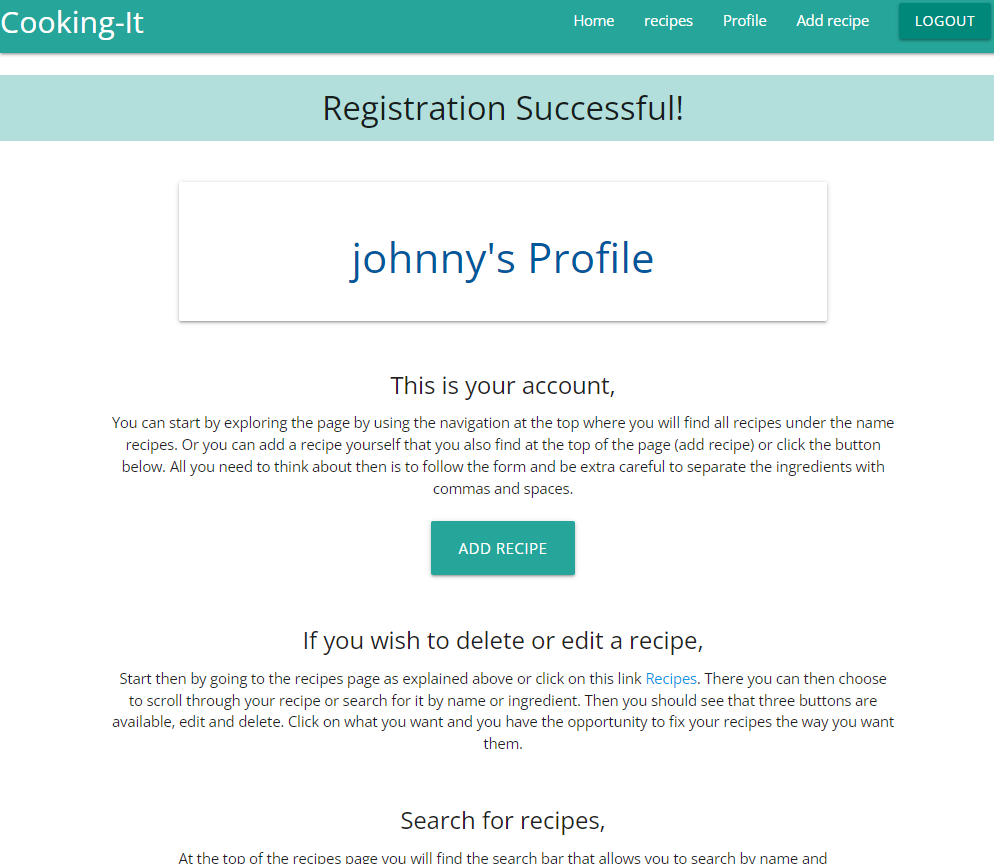 Cooking-It
Home recipes Profile Add recipe LOGOUT
Registration Successful!
johnny's Profile
This is your account,
You can start by exploring the page by using the navigation at the top where you will find all recipes under the name
recipes. Or you can add a recipe yourself that you also find at the top of the page (add recipe) or click the button
below. All you need to think about then is to follow the form and be extra careful to separate the ingredients with
commas and spaces.
ADD RECIPE
If you wish to delete or edit a recipe,
Start then by going to the recipes page as explained above or click on this link Recipes. There you can then choose
to scroll through your recipe or search for it by name or ingredient. Then you should see that three buttons are
available, edit and delete. Click on what you want and you have the opportunity to fix your recipes the way you want
them.
Search for recipes,
At the top of the recipes page you will find the search bar that allows you to search by name and